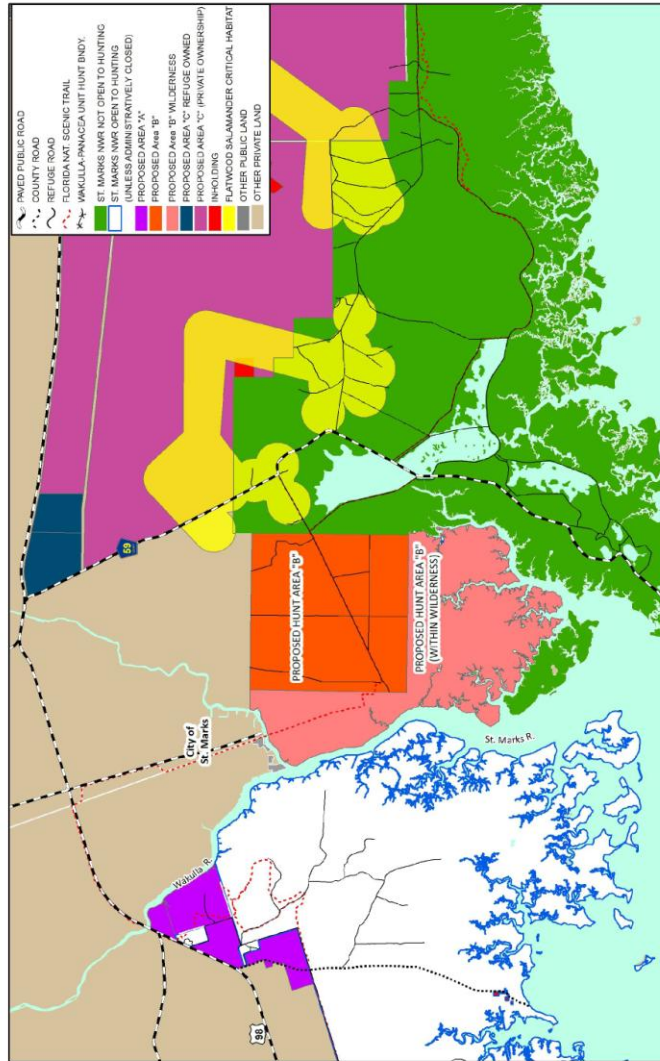 PAVED PUBLIC ROAD
COUNTY ROAD
REFUGE ROAD
FLORIDA NAT. SCENIC TRAIL
WAKULLA-PANACEA UNIT HUNT BNDY.
ST. MARKS NWR NOT OPEN TO HUNTING
ST. MARKS NWR OPEN TO HUNTING
(UNLESS ADMINISTRATIVELY CLOSED)
PROPOSED AREA "A"
PROPOSED Area "B"
PROPOSED Area "B" WILDERNESS
PROPOSED AREA "C" REFUGE OWNED
PROPOSED AREA "C" (PRIVATE OWNERSHIP)
INHOLDING
FLATWOOD SALAMANDER CRITICAL HABITAT
OTHER PUBLIC LAND
OTHER PRIVATE LAND
59
City of
St. Marks
PROPOSED HUNT AREA "B"
PROPOSED HUNT AREA "B"
(WITHIN WILDERNESS)
Wakulla R.
St. Marks R.
98